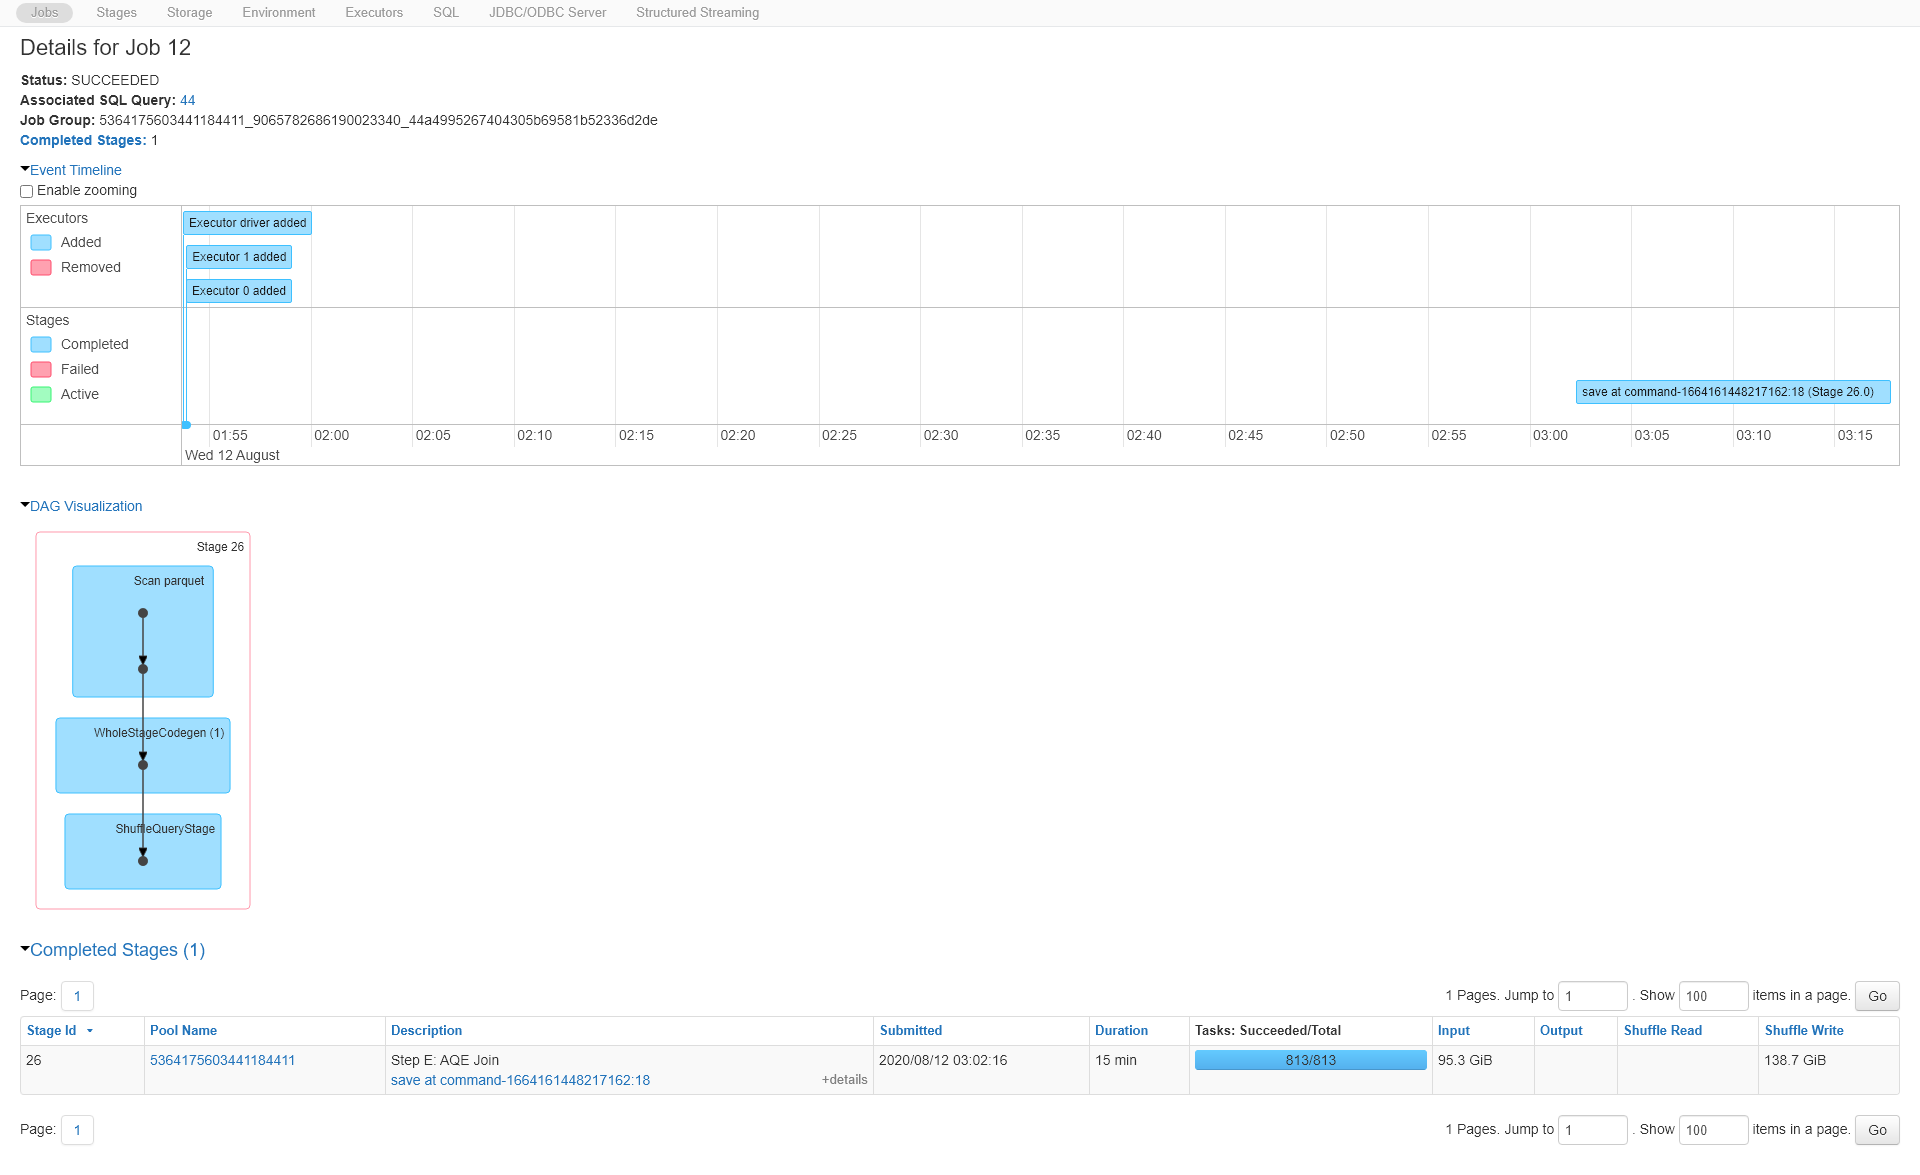 Jobs Stages Storage Environment Executors SQL JDBC/ODBC Server Structured Streaming
Details for Job 12
Status: SUCCEEDED
Associated SQL Query: 44
Job Group: 5364175603441184411_9065782686190023340_44a4995267404305b69581b52336d2de
Completed Stages: 1
Event Timeline
Enable zooming
Executors
Added
Removed
Executor driver added
Executor 1 added
Executor 0 added
Stages
Completed
Failed
Active
save at command-1664161448217162:18 (Stage 26.0)
01:55 02:00 02:05 02:10 02:15 02:20 02:25 02:30 02:35 02:40 02:45 02:50 02:55 03:00 03:05 03:10 03:15
Wed 12 August
DAG Visualization
Stage 26
Scan parquet
WholeStageCodegen (1)
ShuffleQueryStage
Completed Stages (1)
Page: 1 1 Pages. Jump to 1 . Show 100 items in a page. Go
Stage Id Pool Name Description Submitted Duration Tasks: Succeeded/Total Input Output Shuffle Read Shuffle Write
26 5364175603441184411 Step E: AQE Join 2020/08/12 03:02:16 15 min 813/813 95.3 GiB 138.7 GiB
save at command-1664161448217162:18 +details
Page: 1 1 Pages. Jump to 1 . Show 100 items in a page. Go